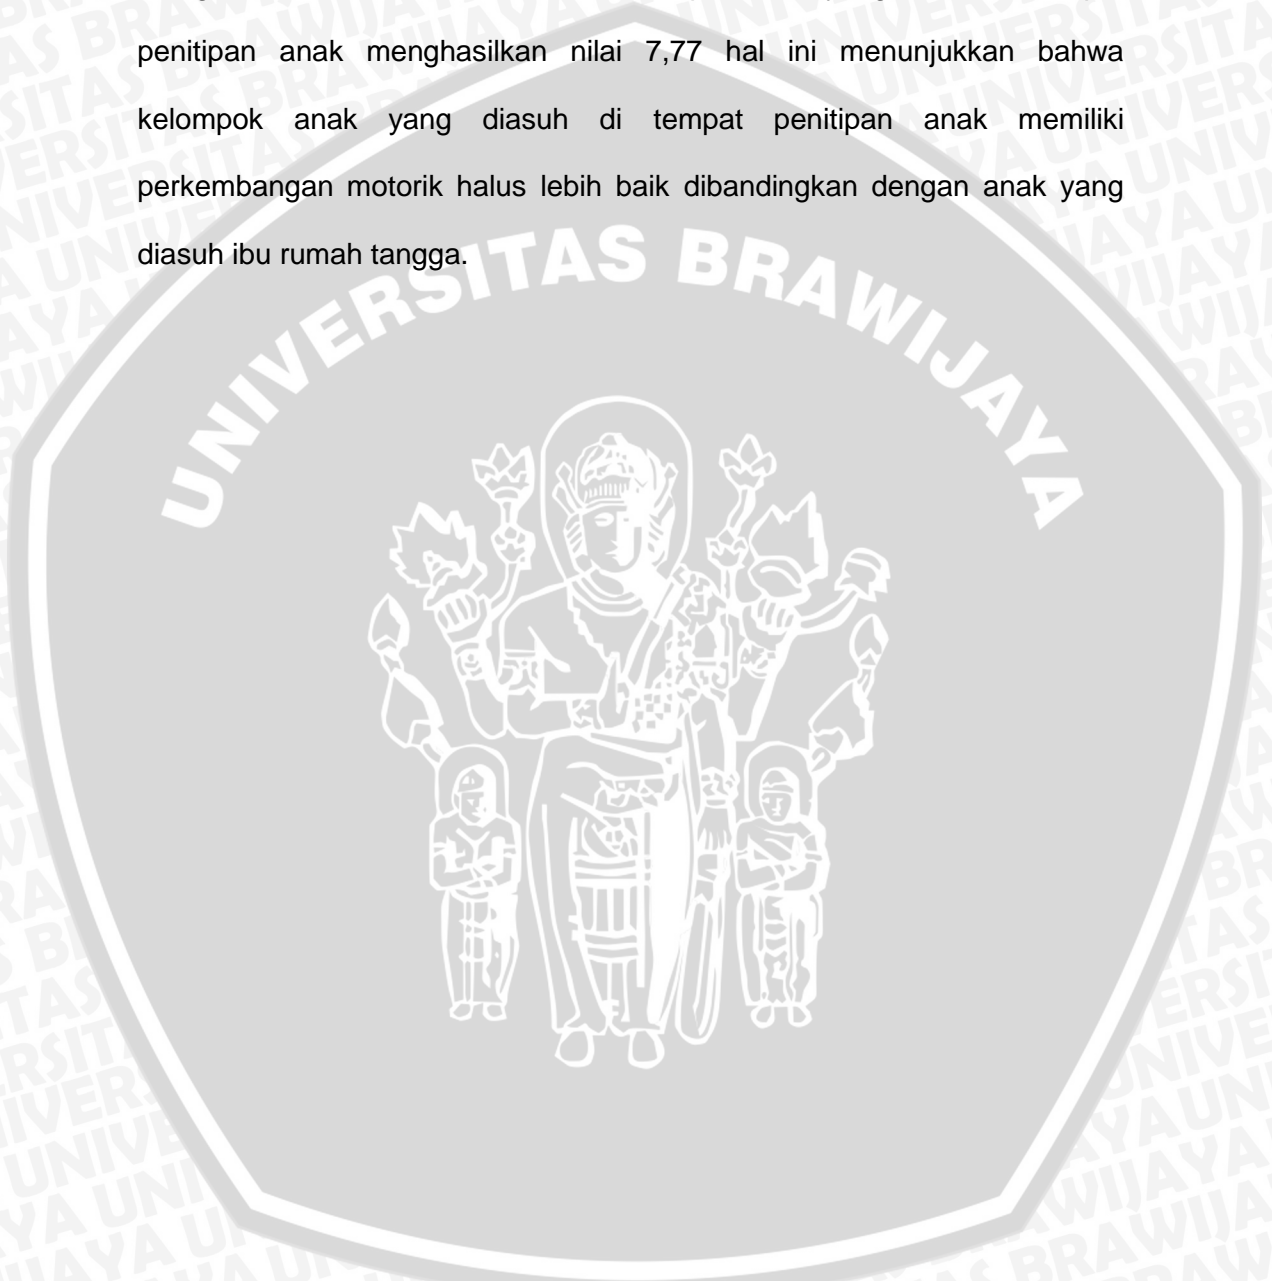 penitipan anak menghasilkan nilai 7,77 hal ini menunjukkan bahwa
kelompok anak yang diasuh di tempat penitipan anak memiliki
perkembangan motorik halus lebih baik dibandingkan dengan anak yang
diasuh ibu rumah tangga.
UNIVERSITAS BRAWIJAYA